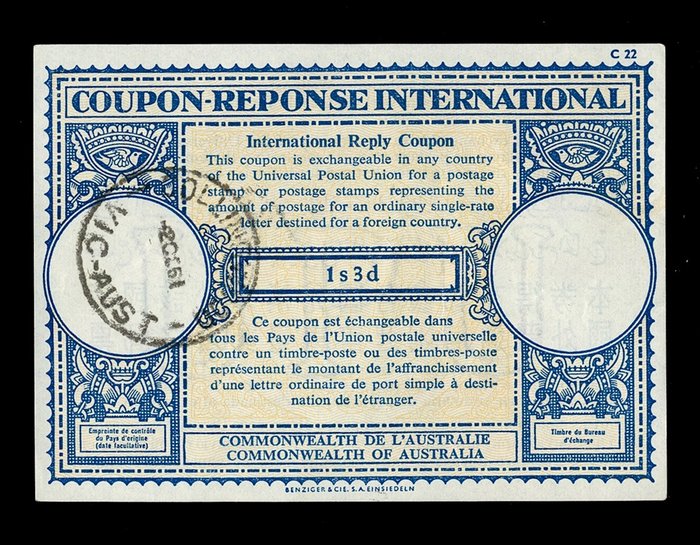 C 22
COUPON-REPONSE INTERNATIONAL
International Reply Coupon
This coupon is exchangeable in any country
of the Universal Postal Union for a postage
stamp or postage stamps representing the
amount of postage for an ordinary single-rate
letter destined for a foreign country.
1s3d
Ce coupon est échangeable dans
tous les Pays de l'Union postale universelle
contre un timbre-poste ou des timbres-poste
représentant le montant de l'affranchissement
d'une lettre ordinaire de port simple à desti-
nation de l'étranger.
VIC-AUST
Empreinte de contrôle
du Pays d'origine
(date facultative)
Timbre du Bureau
d'échange
COMMONWEALTH DE L'AUSTRALIE
COMMONWEALTH OF AUSTRALIA
BENZIGER & CIE. S.A. EINSIEDELN